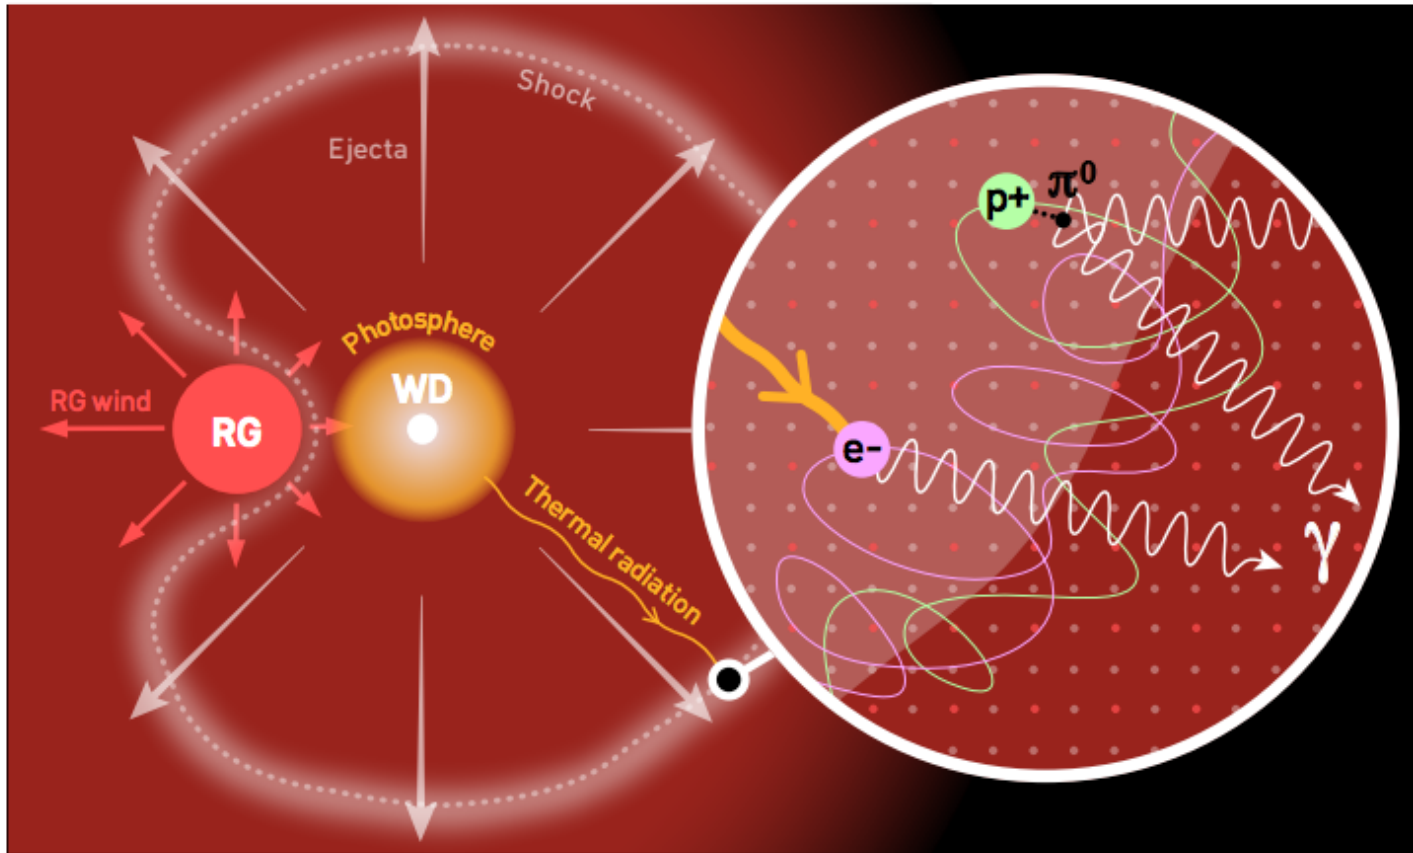 Shock
Ejecta
Photosphere
WD
RG wind
RG
Thermal radiation
p+
π⁰
e-
γ